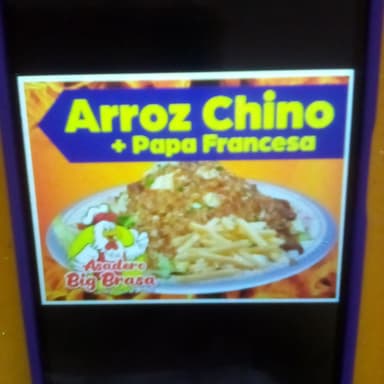 Arroz Chino
+ Papa Francesa
Asadero
Big Brasa